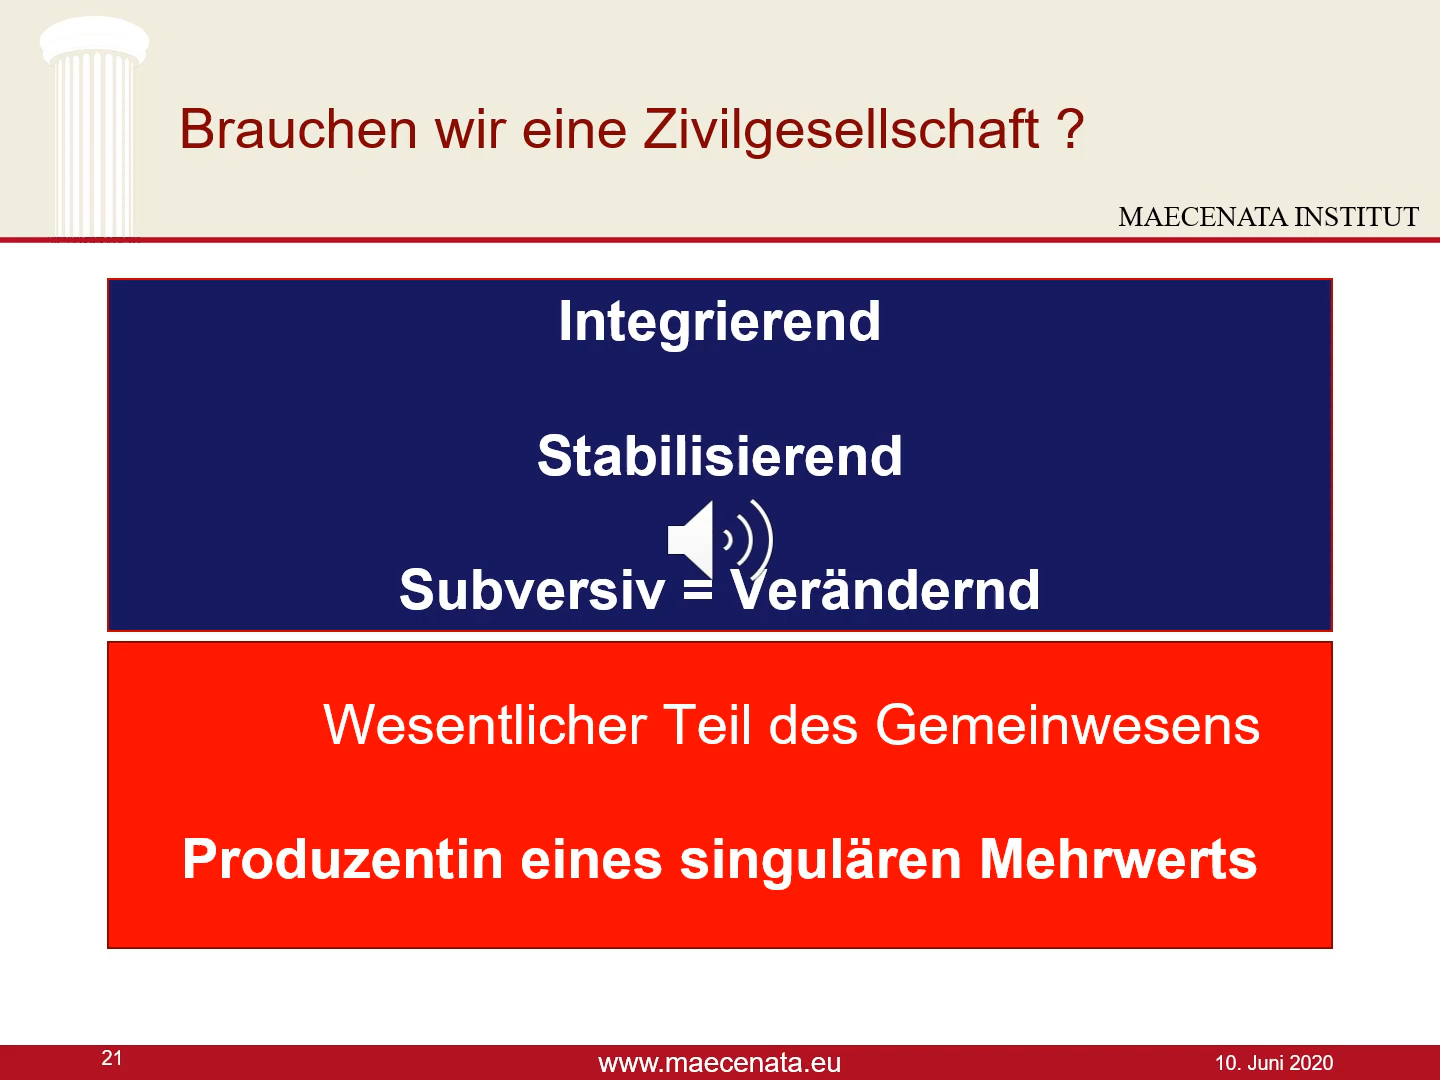 Brauchen wir eine Zivilgesellschaft ?
MAECENATA INSTITUT
Integrierend
Stabilisierend
Subversiv = Verändernd
Wesentlicher Teil des Gemeinwesens
Produzentin eines singulären Mehrwerts
21
www.maecenata.eu
10. Juni 2020